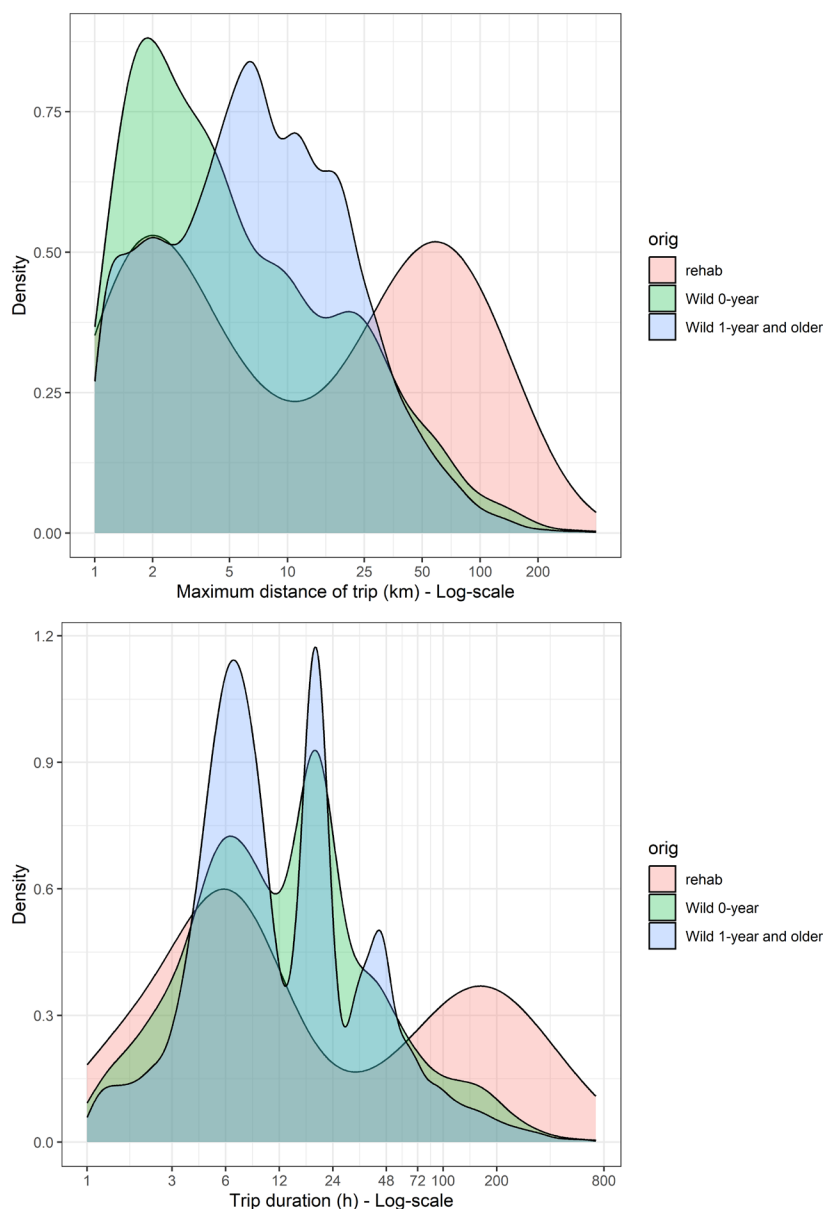 0.75
0.50
0.25
0.00
Density
1 2 5 10 25 50 100 200
Maximum distance of trip (km) - Log-scale
orig
rehab
Wild 0-year
Wild 1-year and older
1.2
0.9
0.6
0.3
0.0
Density
1 3 6 12 24 48 72 100 200 800
Trip duration (h) - Log-scale
orig
rehab
Wild 0-year
Wild 1-year and older